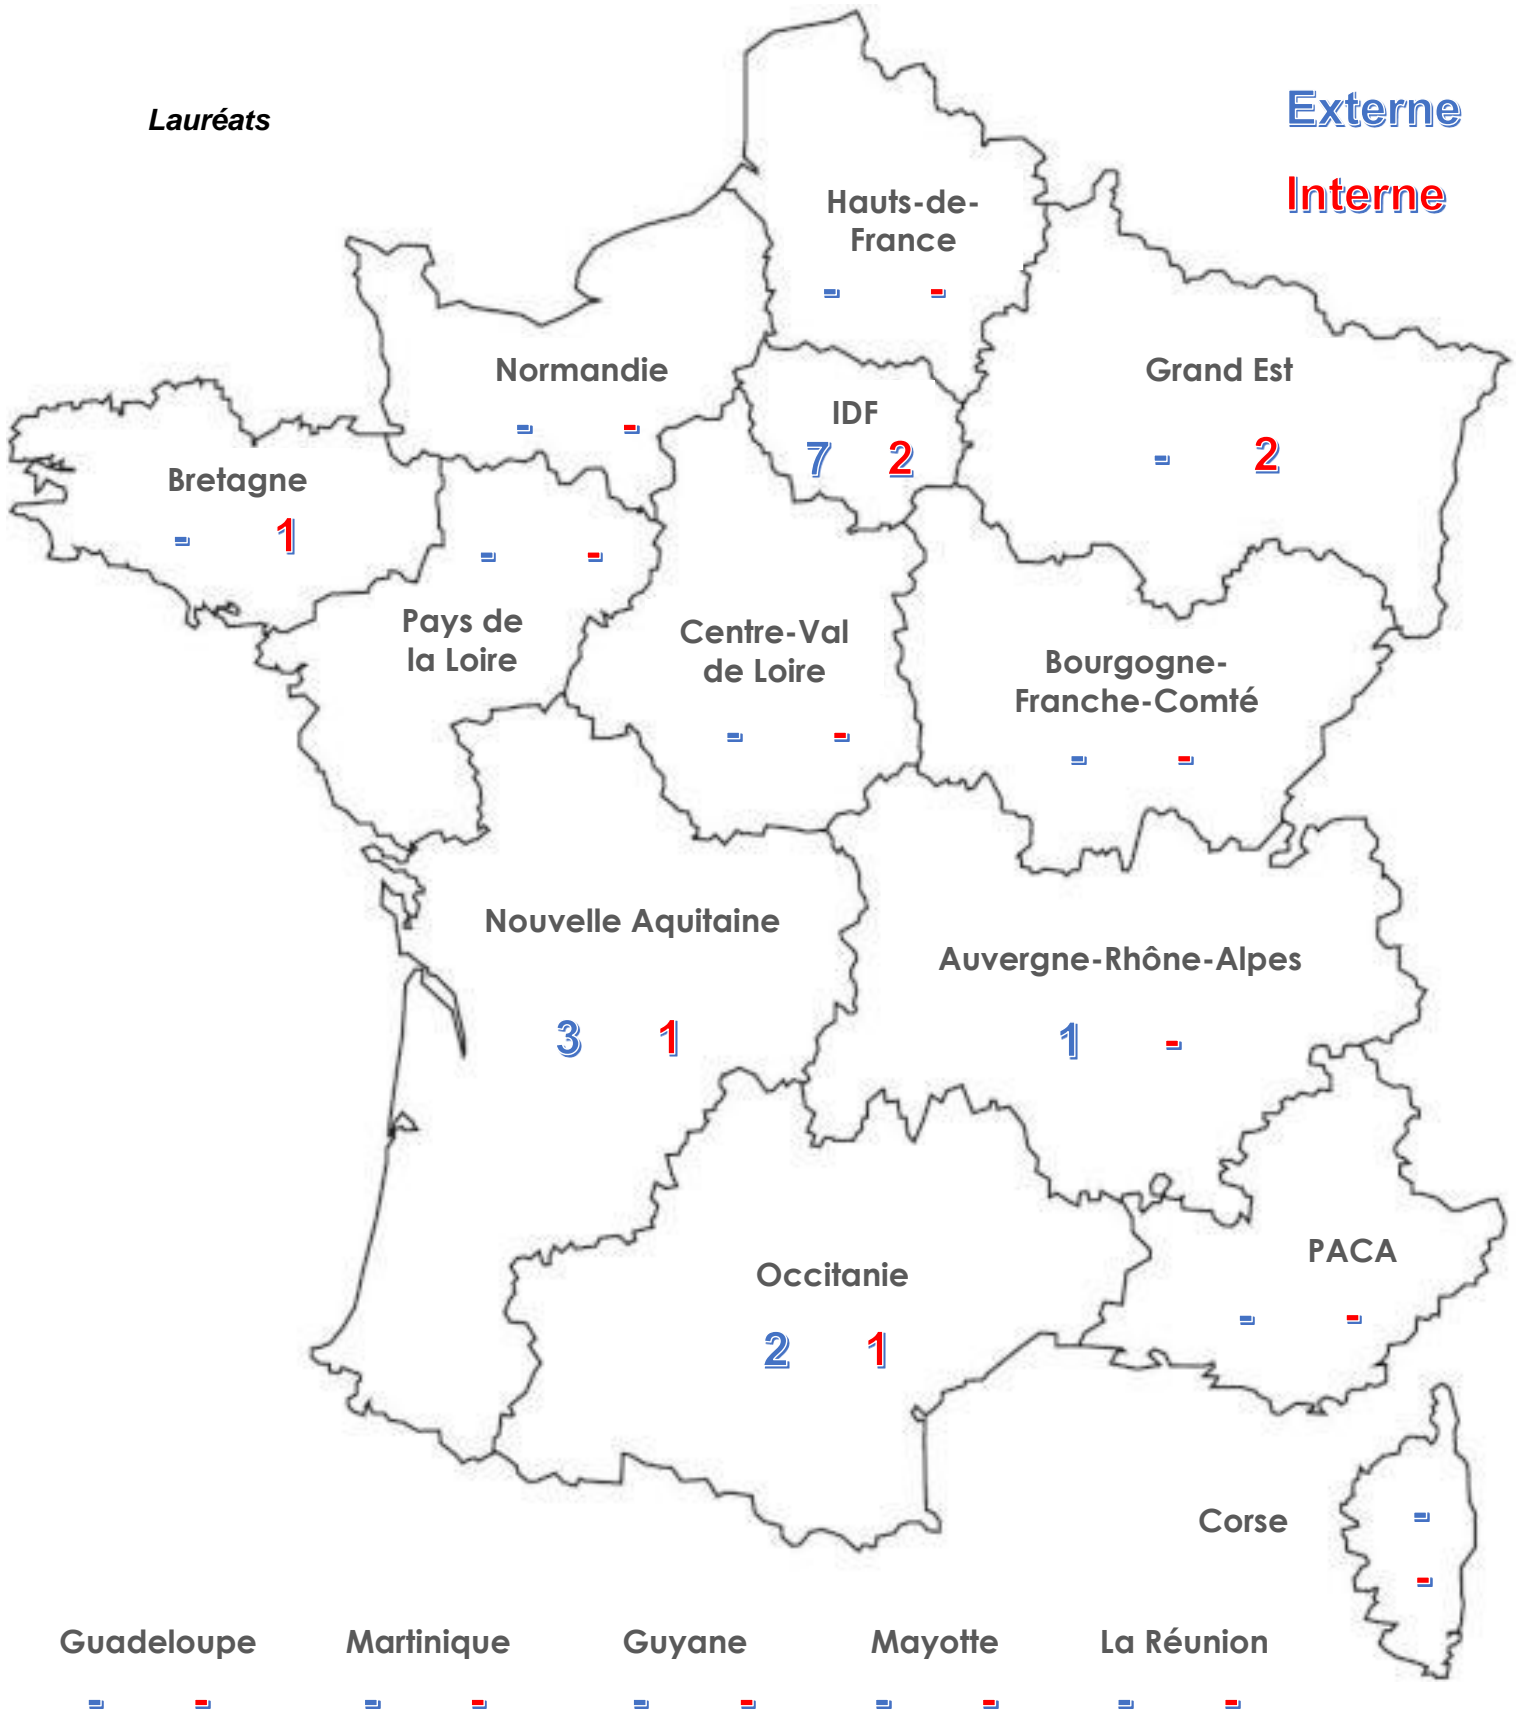 Lauréats
Externe
Interne
Hauts-de-
France
- -
Normandie
- -
IDF
7 2
Grand Est
- 2
Bretagne
- 1
- -
Pays de
la Loire
Centre-Val
de Loire
- -
Bourgogne-
Franche-Comté
- -
Nouvelle Aquitaine
3 1
Auvergne-Rhône-Alpes
1 -
Occitanie
2 1
PACA
- -
Corse
-
-
Guadeloupe Martinique Guyane Mayotte La Réunion
- - - - - - - - - -